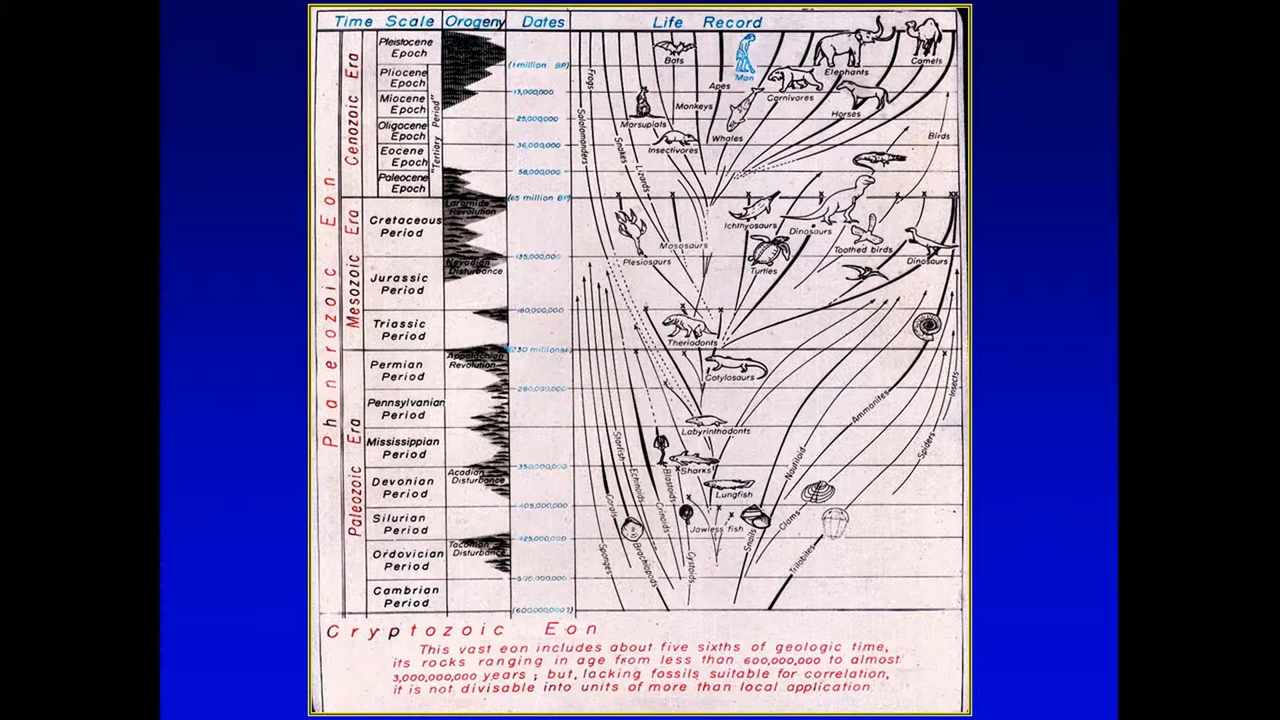 Time Scale Orogeny Dates Life Record
Phanerozoic Eon
Cenozoic Era
Pleistocene
Epoch
Pliocene
Epoch
Miocene
Epoch
Oligocene
Epoch
Eocene
Epoch
Paleocene
Epoch
"Tertiary Period"
Mesozoic Era
Cretaceous
Period
Jurassic
Period
Triassic
Period
Paleozoic Era
Permian
Period
Pennsylvanian
Period
Mississippian
Period
Devonian
Period
Silurian
Period
Ordovician
Period
Cambrian
Period
Laramide
Revolution
Nevadian
Disturbance
Appalachian
Revolution
Acadian
Disturbance
Taconian
Disturbance
(1 million BP)
13,000,000
25,000,000
36,000,000
58,000,000
(65 million BP)
135,000,000
180,000,000
(230 millions)
280,000,000
350,000,000
405,000,000
425,000,000
500,000,000
(600,000,000?)
Frogs
Salamanders
Snakes
Lizards
Bats
Man
Elephants
Camels
Apes
Carnivores
Monkeys
Horses
Marsupials
Whales
Insectivores
Birds
Ichthyosaurs
Dinosaurs
Toothed birds
Mososaurs
Plesiosaurs
Turtles
Dinosaurs
Theriodonts
Cotylosaurs
Insects
Ammonites
Labyrinthodonts
Spiders
Starfish
Sharks
Nautiloid
Echinoids
Blastoids
Lungfish
Corals
Crinoids
Jawless fish
Snails
Clams
Sponges
Brachiopods
Cystoids
Trilobites
Cryptozoic Eon
This vast eon includes about five sixths of geologic time,
its rocks ranging in age from less than 600,000,000 to almost
3,000,000,000 years ; but, lacking fossils suitable for correlation,
it is not divisable into units of more than local application